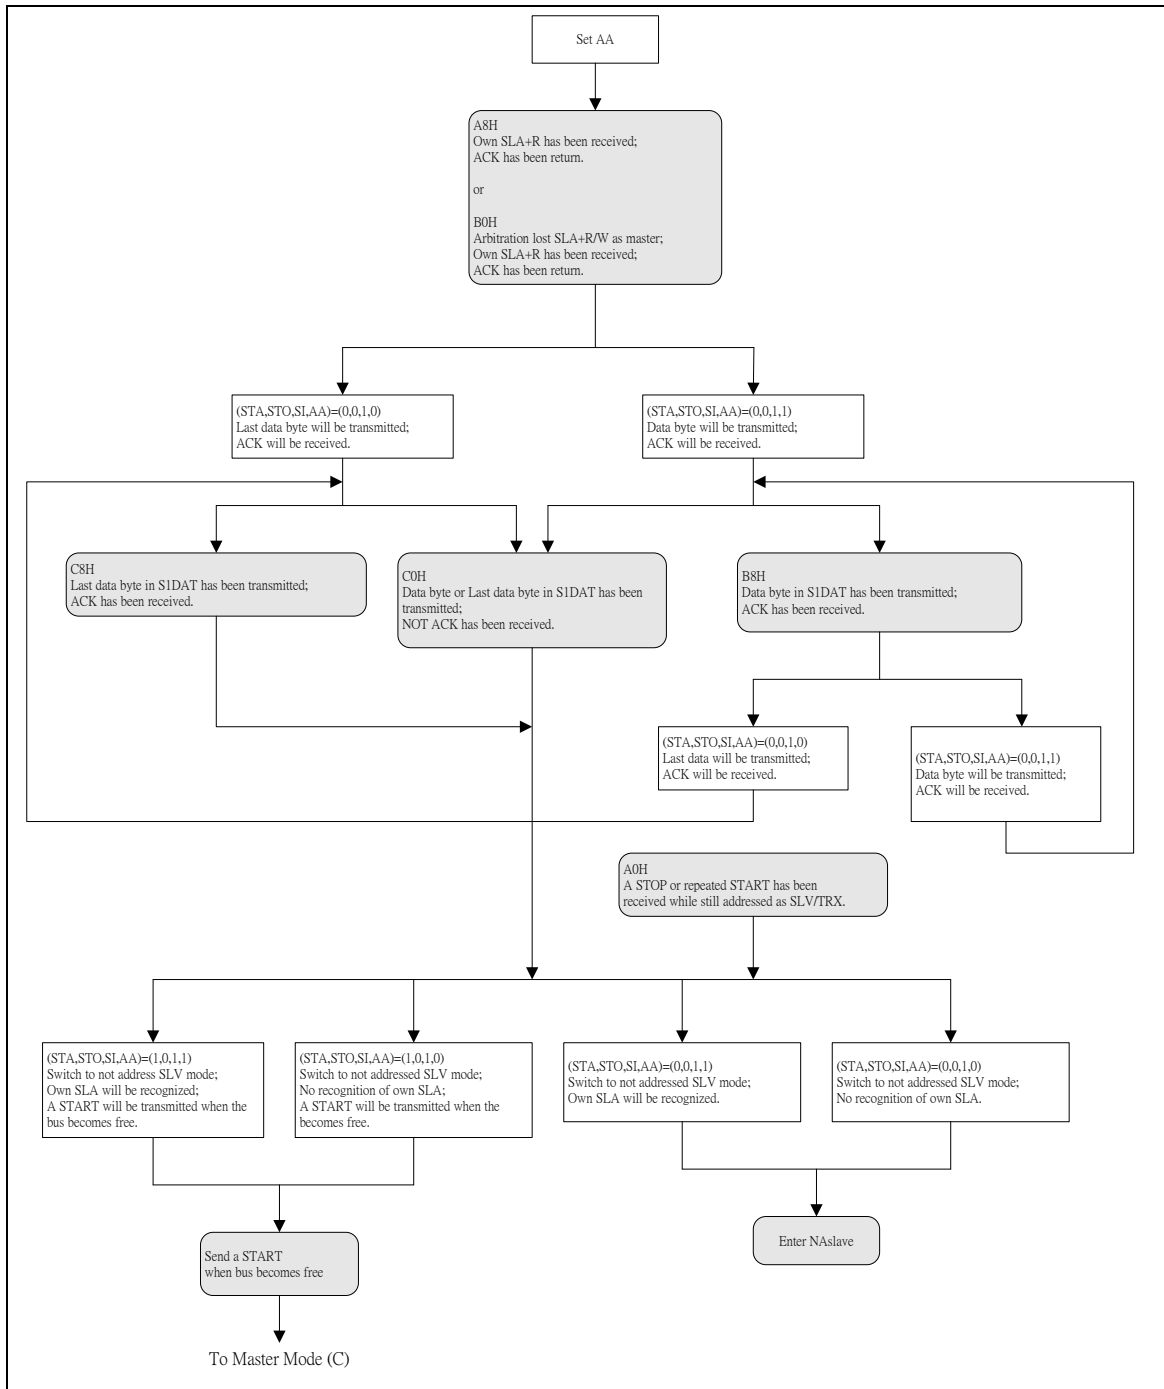 Set AA
A8H
Own SLA+R has been received;
ACK has been return.
or
B0H
Arbitration lost SLA+R/W as master;
Own SLA+R has been received;
ACK has been return.
(STA,STO,SI,AA)=(0,0,1,0)
Last data byte will be transmitted;
ACK will be received.
(STA,STO,SI,AA)=(0,0,1,1)
Data byte will be transmitted;
ACK will be received.
C8H
Last data byte in S1DAT has been transmitted;
ACK has been received.
C0H
Data byte or Last data byte in S1DAT has been
transmitted;
NOT ACK has been received.
B8H
Data byte in S1DAT has been transmitted;
ACK has been received.
(STA,STO,SI,AA)=(0,0,1,0)
Last data will be transmitted;
ACK will be received.
(STA,STO,SI,AA)=(0,0,1,1)
Data byte will be transmitted;
ACK will be received.
A0H
A STOP or repeated START has been
received while still addressed as SLV/TRX.
(STA,STO,SI,AA)=(1,0,1,1)
Switch to not address SLV mode;
Own SLA will be recognized;
A START will be transmitted when the
bus becomes free.
(STA,STO,SI,AA)=(1,0,1,0)
Switch to not addressed SLV mode;
No recognition of own SLA;
A START will be transmitted when the
becomes free.
(STA,STO,SI,AA)=(0,0,1,1)
Switch to not addressed SLV mode;
Own SLA will be recognized.
(STA,STO,SI,AA)=(0,0,1,0)
Switch to not addressed SLV mode;
No recognition of own SLA.
Send a START
when bus becomes free
Enter NAslave
To Master Mode (C)